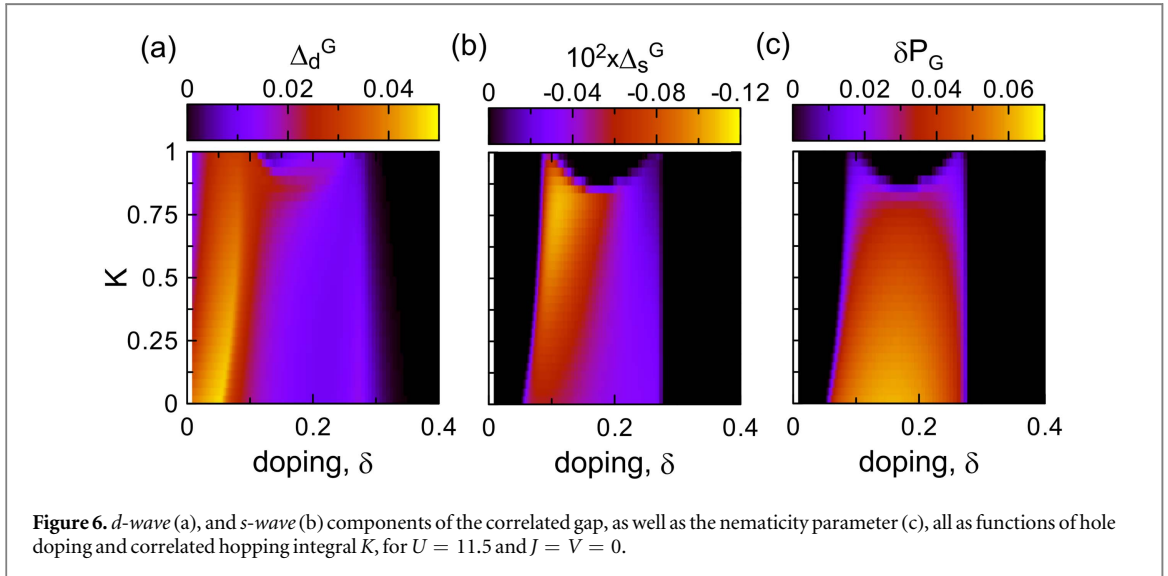 (a) (b) (c)
Δd^G 10²xΔs^G δP_G
0 0.02 0.04 0 -0.04 -0.08 -0.12 0 0.02 0.04 0.06
1
0.75
0.5
0.25
0
K
0 0.2 0.4 0 0.2 0.4 0 0.2 0.4
doping, δ doping, δ doping, δ
Figure 6. d-wave (a), and s-wave (b) components of the correlated gap, as well as the nematicity parameter (c), all as functions of hole
doping and correlated hopping integral K, for U = 11.5 and J = V = 0.